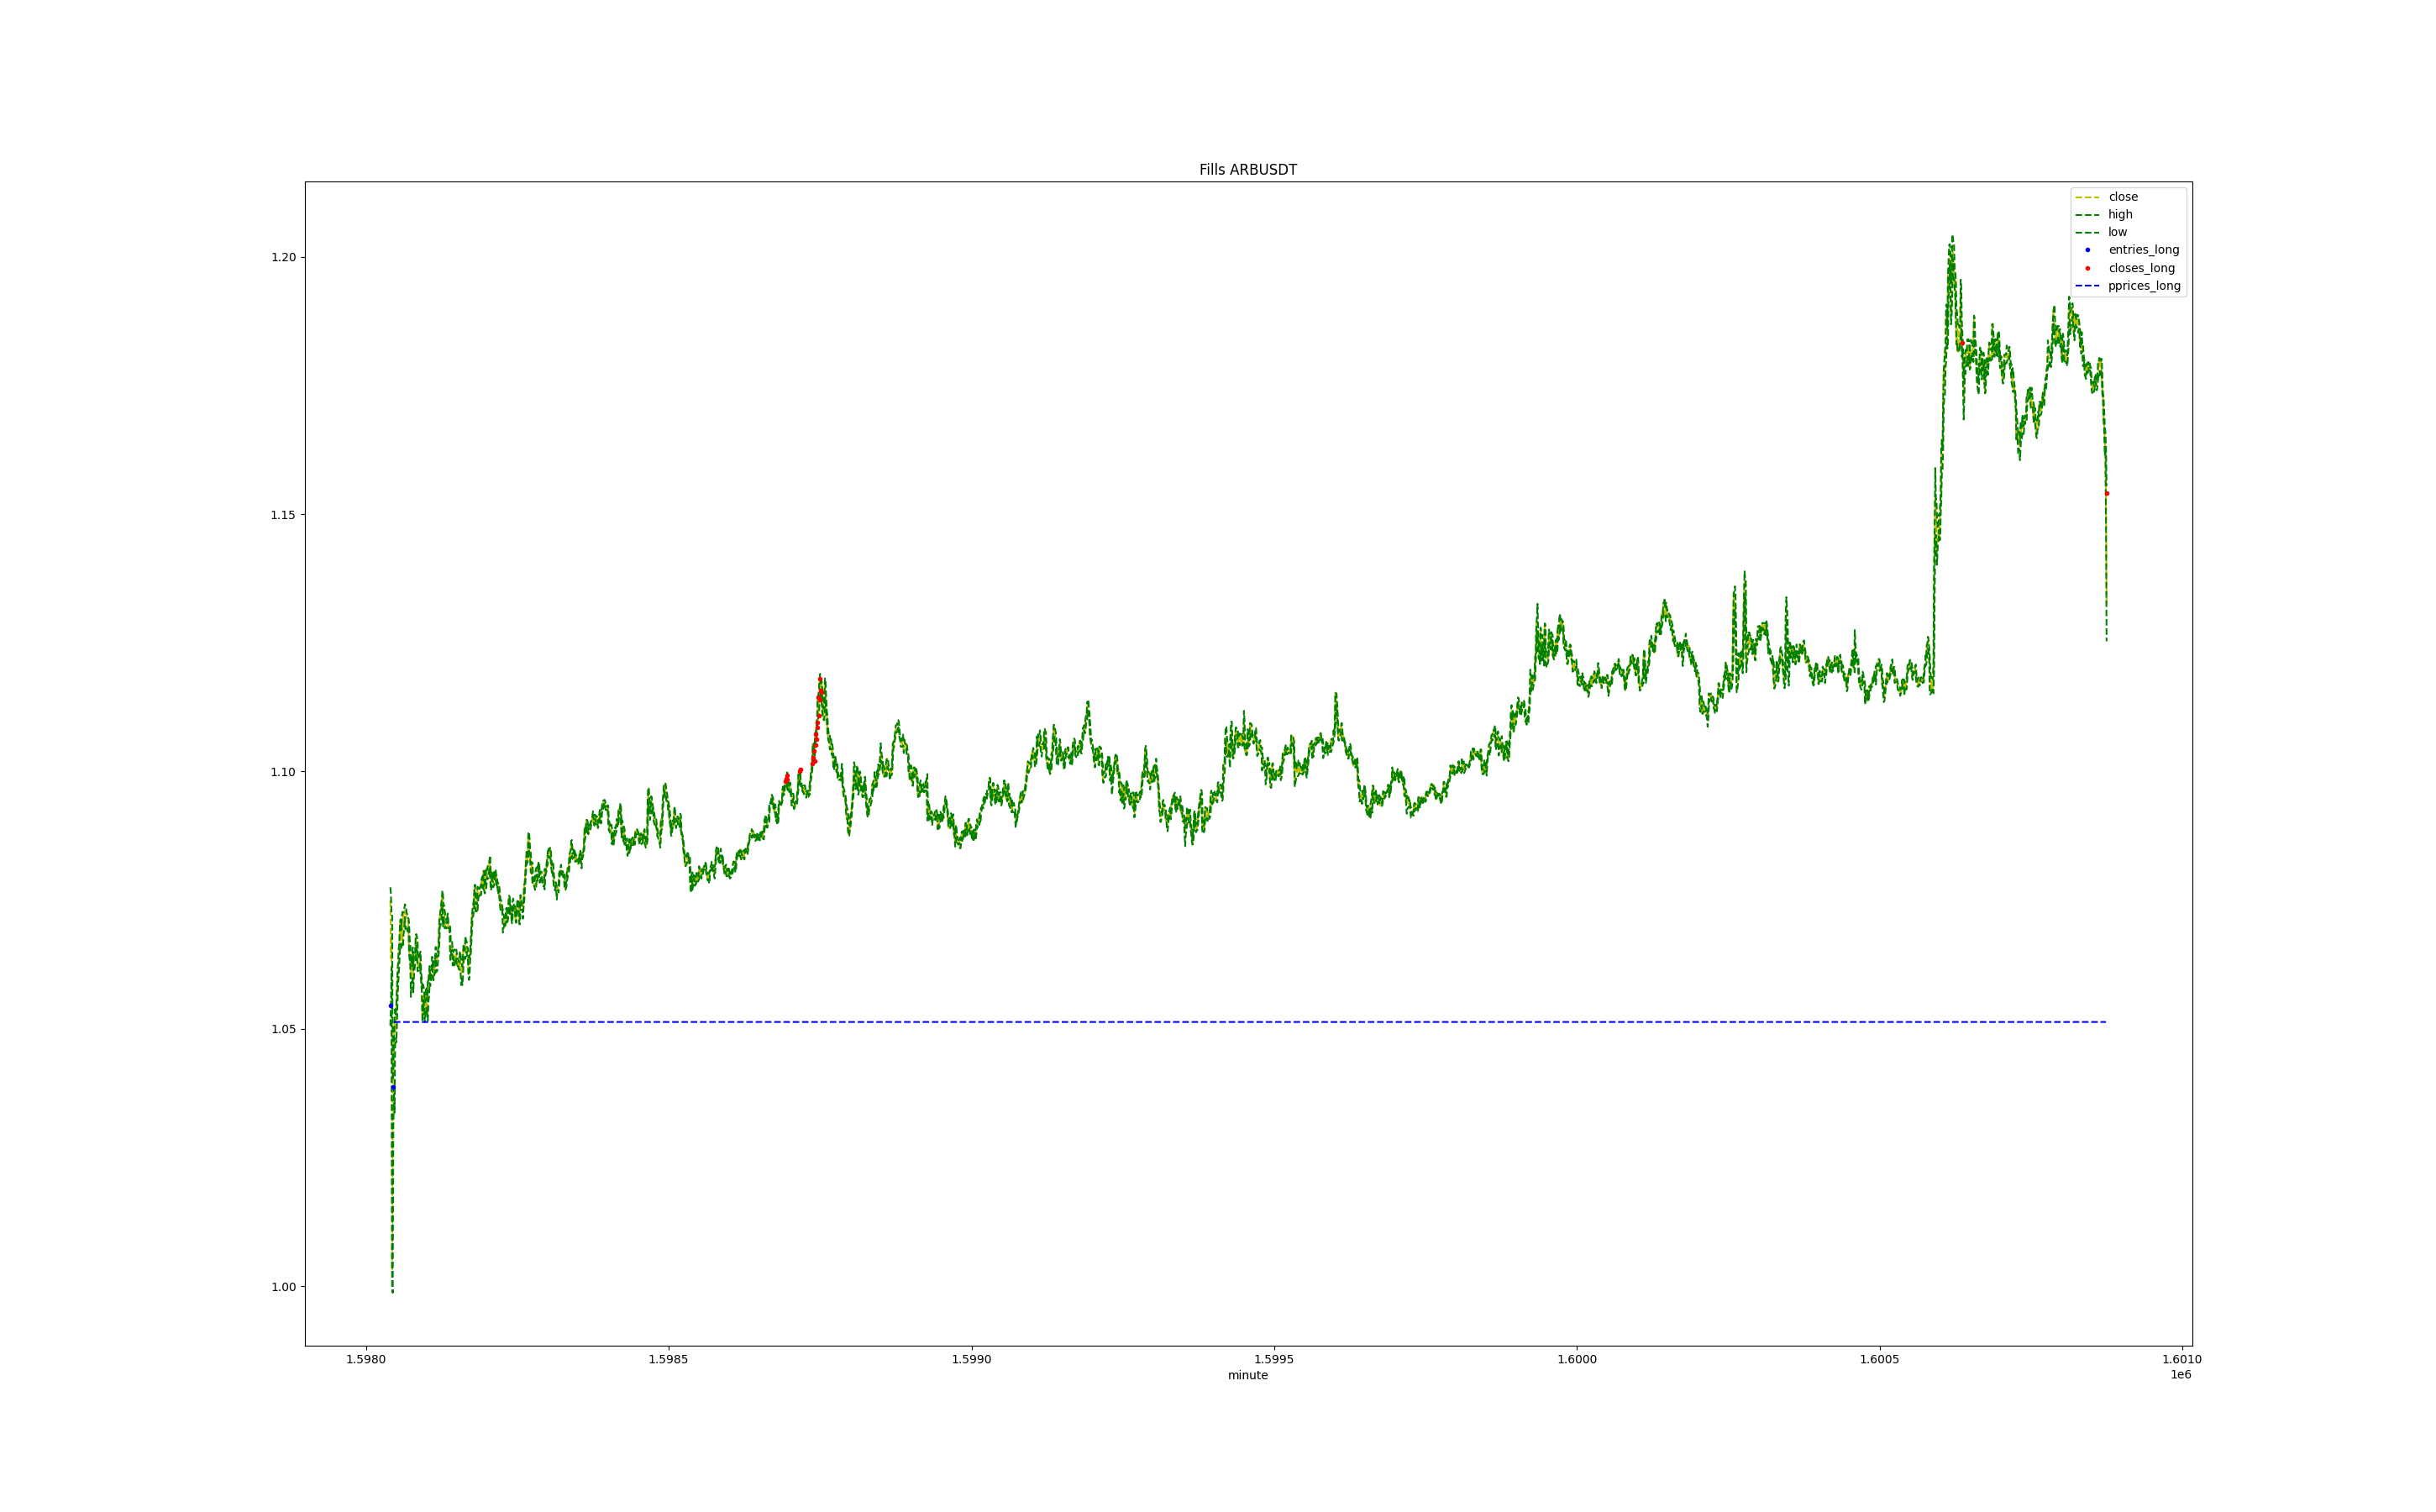 Fills ARBUSDT
close
high
low
entries_long
closes_long
pprices_long
1.20
1.15
1.10
1.05
1.00
1.5980 1.5985 1.5990 1.5995 1.6000 1.6005 1.6010
minute
1e6